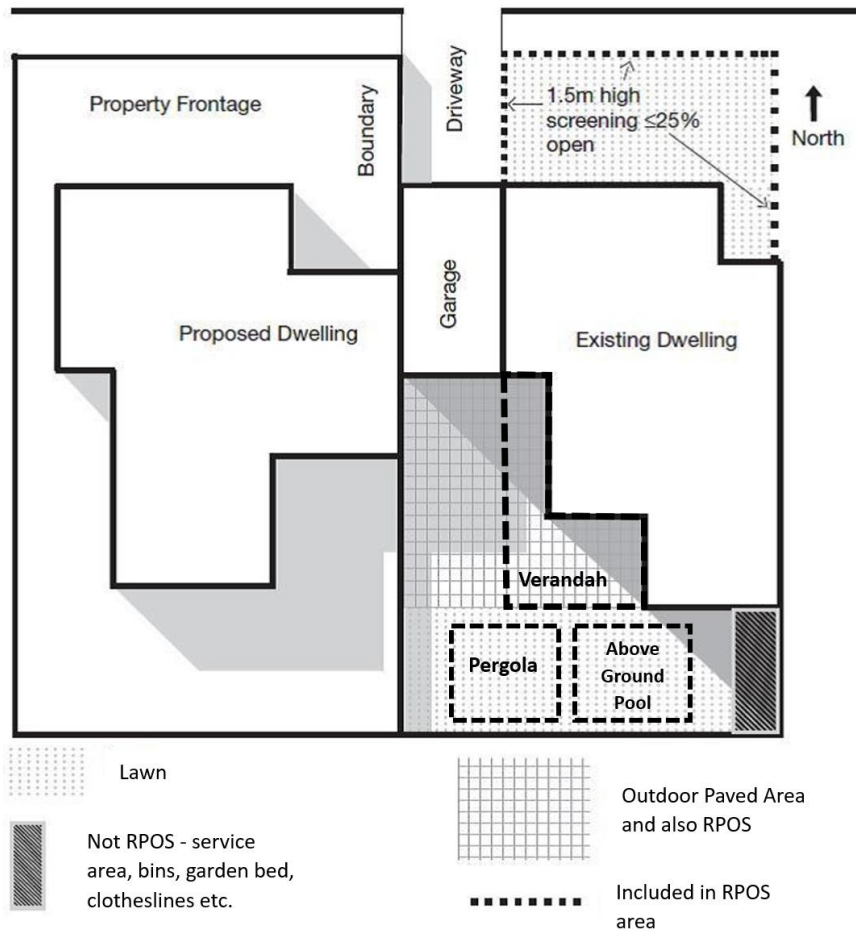 Property Frontage
Boundary
Driveway
1.5m high
screening ≤25%
open
North
Proposed Dwelling
Garage
Existing Dwelling
Verandah
Pergola
Above
Ground
Pool
Lawn
Not RPOS - service
area, bins, garden bed,
clotheslines etc.
Outdoor Paved Area
and also RPOS
Included in RPOS
area